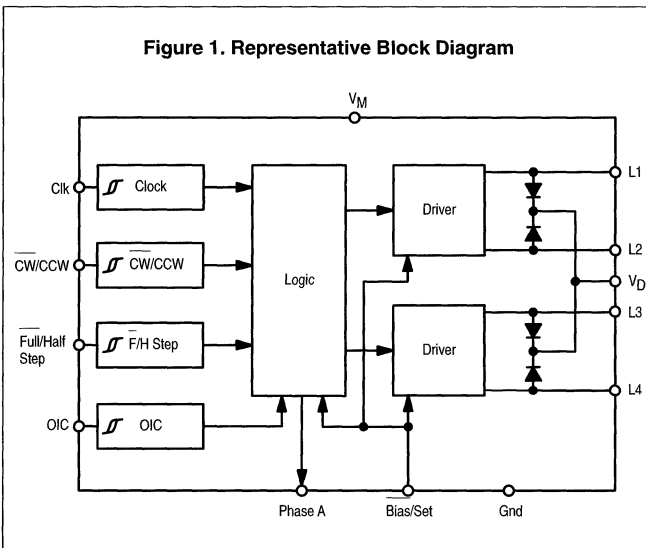 Figure 1. Representative Block Diagram
VM
Clk
Clock
L1
Driver
L2
CW/CCW
CW/CCW
Logic
VD
L3
Full/Half
Step
F/H Step
Driver
L4
OIC
OIC
Phase A
Bias/Set
Gnd